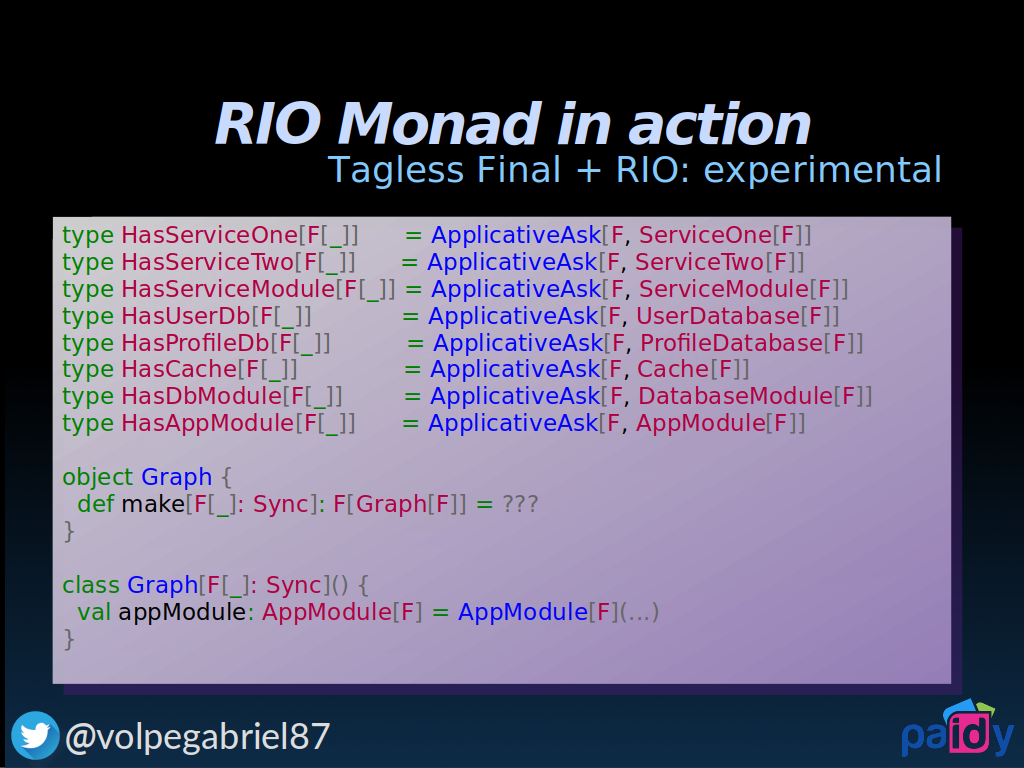 RIO Monad in action
Tagless Final + RIO: experimental
type HasServiceOne[F[_]]      = ApplicativeAsk[F, ServiceOne[F]]
type HasServiceTwo[F[_]]      = ApplicativeAsk[F, ServiceTwo[F]]
type HasServiceModule[F[_]] = ApplicativeAsk[F, ServiceModule[F]]
type HasUserDb[F[_]]            = ApplicativeAsk[F, UserDatabase[F]]
type HasProfileDb[F[_]]          = ApplicativeAsk[F, ProfileDatabase[F]]
type HasCache[F[_]]              = ApplicativeAsk[F, Cache[F]]
type HasDbModule[F[_]]        = ApplicativeAsk[F, DatabaseModule[F]]
type HasAppModule[F[_]]      = ApplicativeAsk[F, AppModule[F]]
object Graph {
  def make[F[_]: Sync]: F[Graph[F]] = ???
}
class Graph[F[_]: Sync]() {
  val appModule: AppModule[F] = AppModule[F](...)
}
@volpegabriel87
paidy